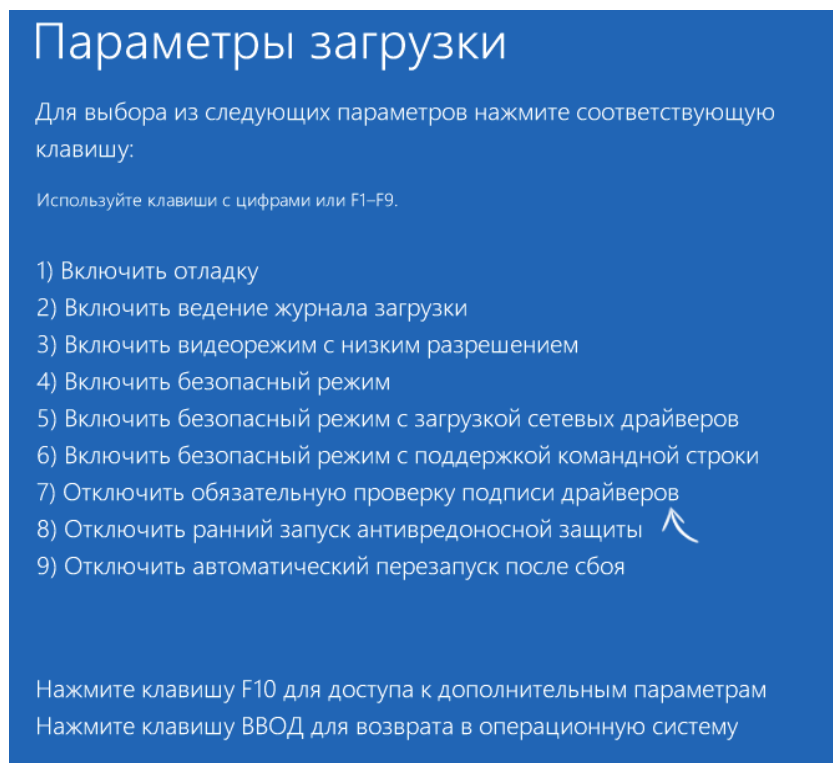 Параметры загрузки
Для выбора из следующих параметров нажмите соответствующую
клавишу:
Используйте клавиши с цифрами или F1–F9.
1) Включить отладку
2) Включить ведение журнала загрузки
3) Включить видеорежим с низким разрешением
4) Включить безопасный режим
5) Включить безопасный режим с загрузкой сетевых драйверов
6) Включить безопасный режим с поддержкой командной строки
7) Отключить обязательную проверку подписи драйверов
8) Отключить ранний запуск антивредоносной защиты
9) Отключить автоматический перезапуск после сбоя
Нажмите клавишу F10 для доступа к дополнительным параметрам
Нажмите клавишу ВВОД для возврата в операционную систему